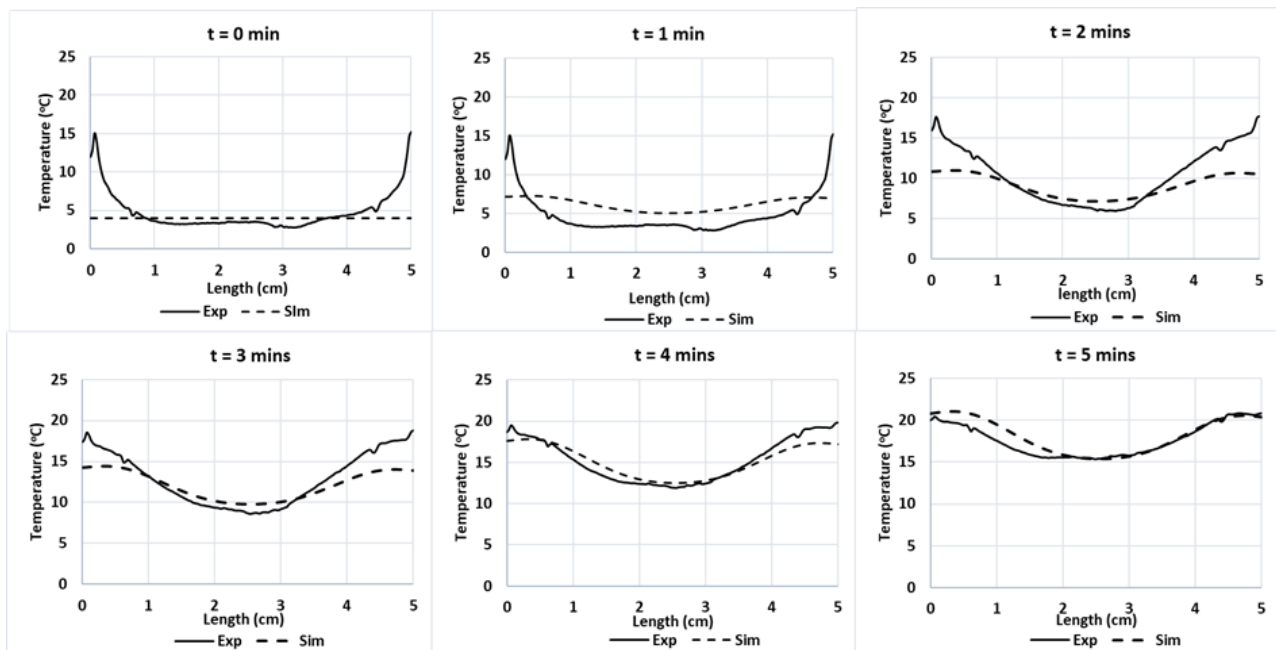 t = 0 min
25
20
15
10
5
0
Temperature (°C)
0 1 2 3 4 5
Length (cm)
Exp SIm
t = 1 min
25
20
15
10
5
0
Temperature (°C)
0 1 2 3 4 5
Length (cm)
Exp Sim
t = 2 mins
25
20
15
10
5
0
Temperature (°C)
0 1 2 3 4 5
length (cm)
Exp Sim
t = 3 mins
25
20
15
10
5
0
Temperature (°C)
0 1 2 3 4 5
Length (cm)
Exp Sim
t = 4 mins
25
20
15
10
5
0
Temperature (°C)
0 1 2 3 4 5
Length (cm)
Exp Sim
t = 5 mins
25
20
15
10
5
0
Temperature (°C)
0 1 2 3 4 5
Length (cm)
Exp Sim